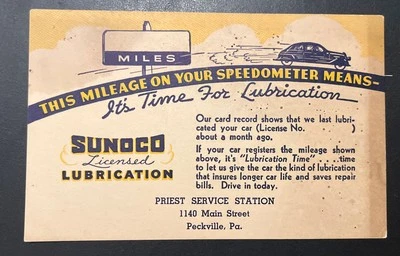 MILES
THIS MILEAGE ON YOUR SPEEDOMETER MEANS-
It's Time For Lubrication
Our card record shows that we last lubri-
cated your car (License No. )
about a month ago.
If your car registers the mileage shown
above, it's "Lubrication Time" ....time
to let us give the car the kind of lubrication
that insures longer car life and saves repair
bills. Drive in today.
SUNOCO
Licensed
LUBRICATION
PRIEST SERVICE STATION
1140 Main Street
Peckville, Pa.